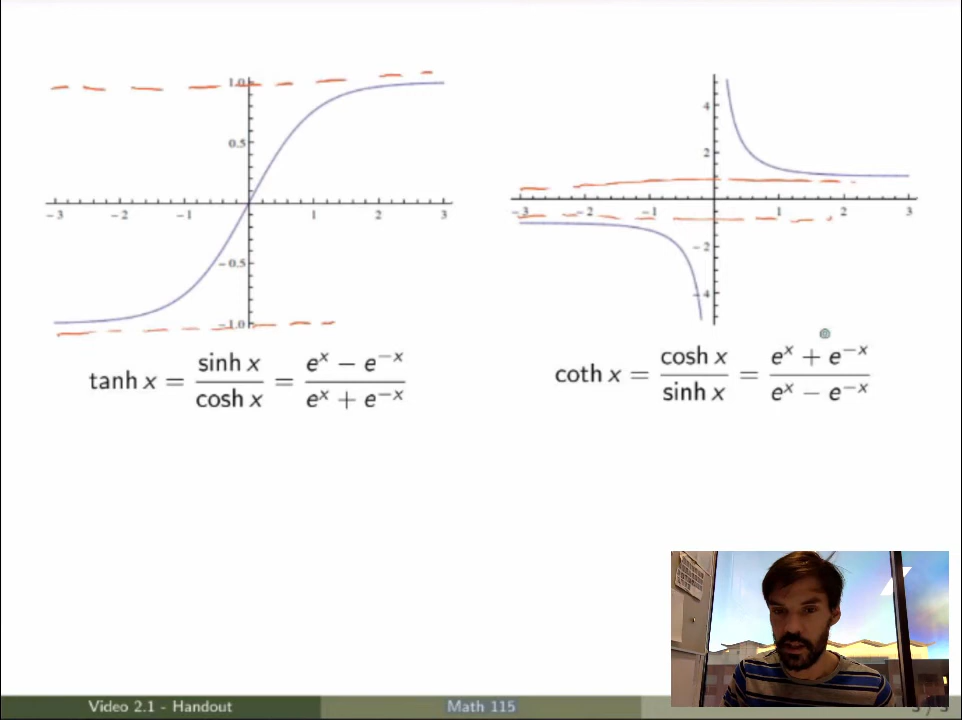 1.0
0.5
-3 -2 -1 1 2 3
-0.5
-1.0
tanh x = sinh x / cosh x = e^x − e^−x / e^x + e^−x
4
2
-3 -2 -1 1 2 3
-2
-4
coth x = cosh x / sinh x = e^x + e^−x / e^x − e^−x
Video 2.1 - Handout
Math 115